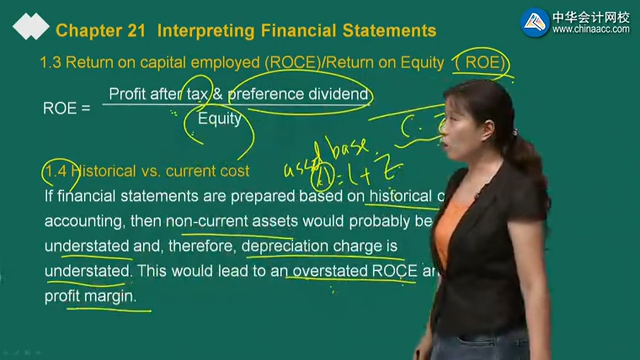 Chapter 21 Interpreting Financial Statements
中华会计网校
www.chinaacc.com
1.3 Return on capital employed (ROCE)/Return on Equity (ROE)
ROE =
Profit after tax & preference dividend
Equity
asset base
= L + E
1.4 Historical vs. current cost
If financial statements are prepared based on historical
accounting, then non-current assets would probably be
understated and, therefore, depreciation charge is
understated. This would lead to an overstated ROCE
profit margin.